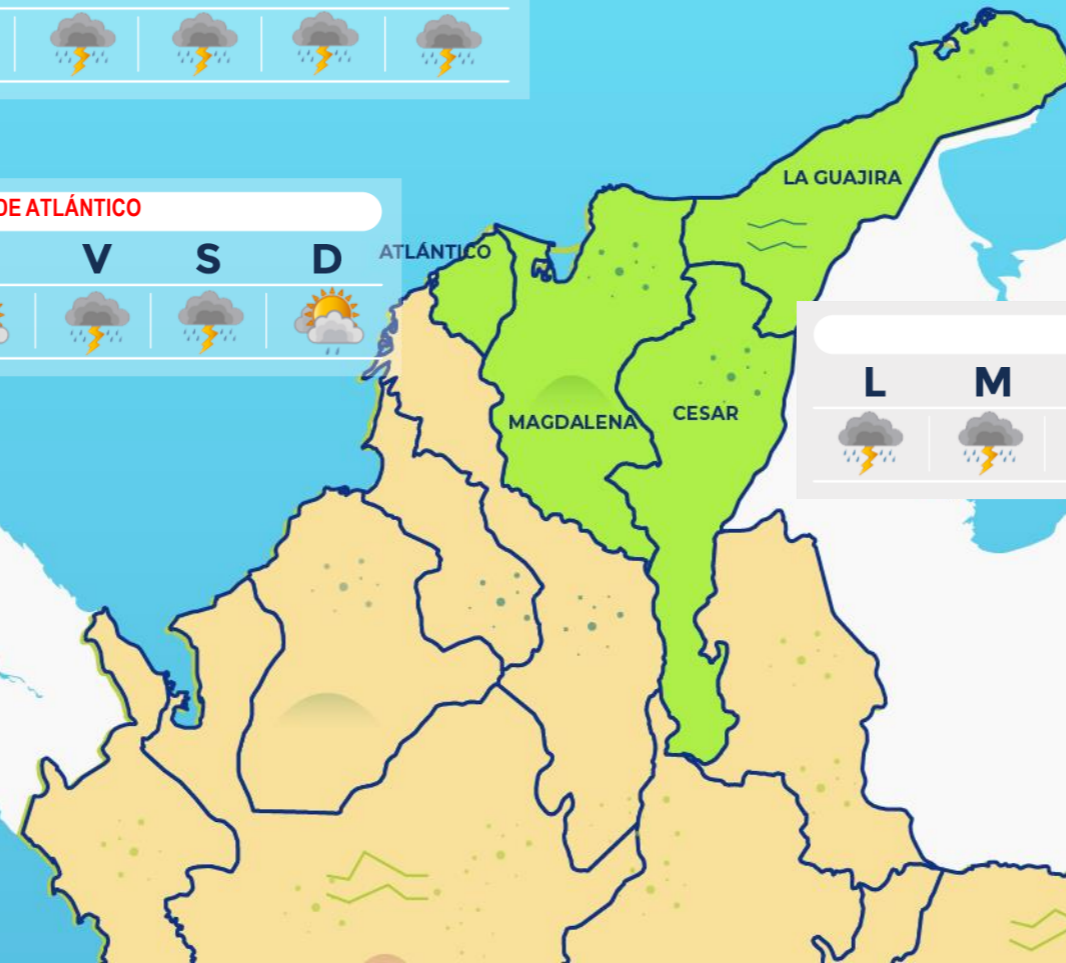 LA GUAJIRA
DE ATLÁNTICO
V S D
ATLÁNTICO
L M
MAGDALENA
CESAR